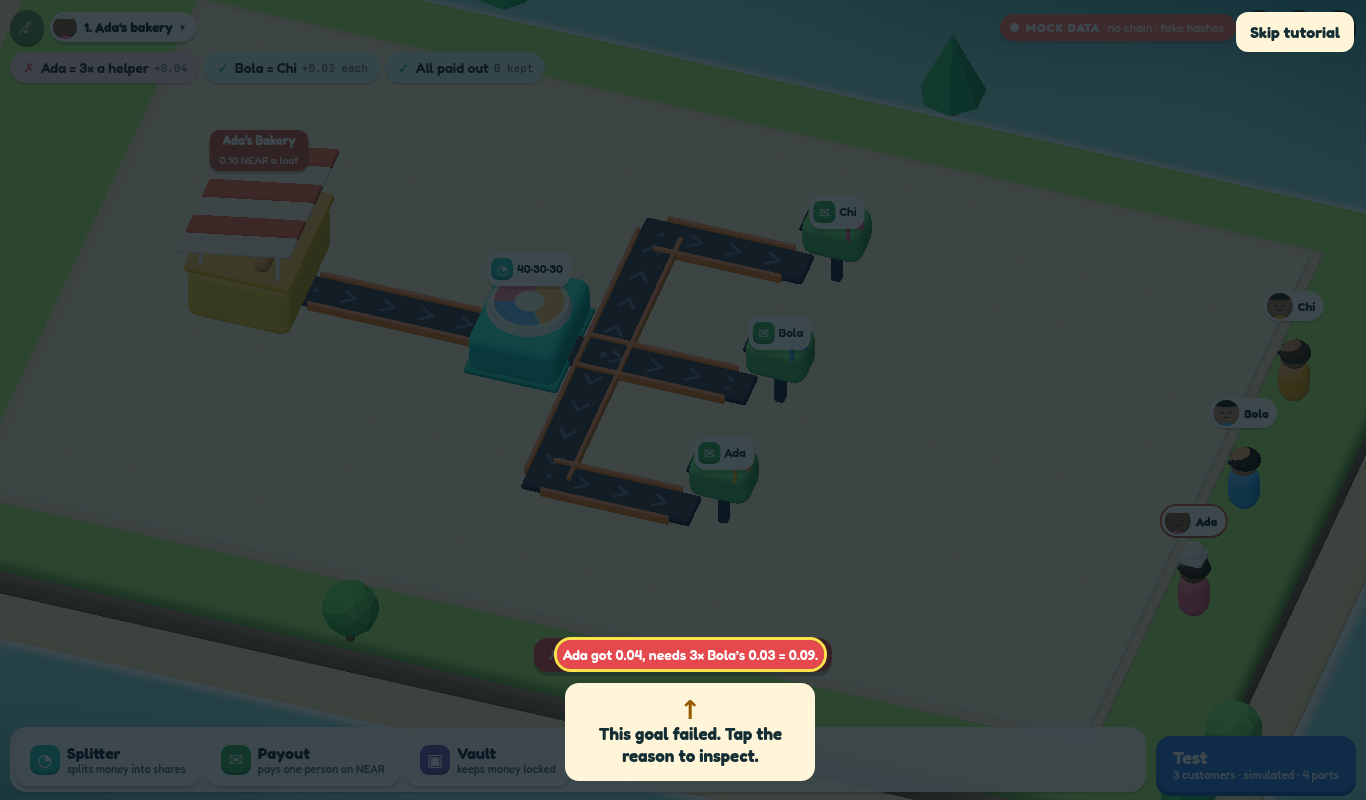 1. Ada's bakery ▾
MOCK DATA no chain · fake hashes
Skip tutorial
✗ Ada = 3x a helper +0.04
✓ Bola = Chi +0.03 each
✓ All paid out 0 kept
Ada's Bakery
0.10 NEAR a loaf
40-30-30
Chi
Bola
Ada
Chi
Bola
Ada
Ada got 0.04, needs 3x Bola's 0.03 = 0.09.
↑
This goal failed. Tap the
reason to inspect.
Splitter
splits money into shares
Payout
pays one person on NEAR
Vault
keeps money locked
Test
3 customers · simulated · 4 parts